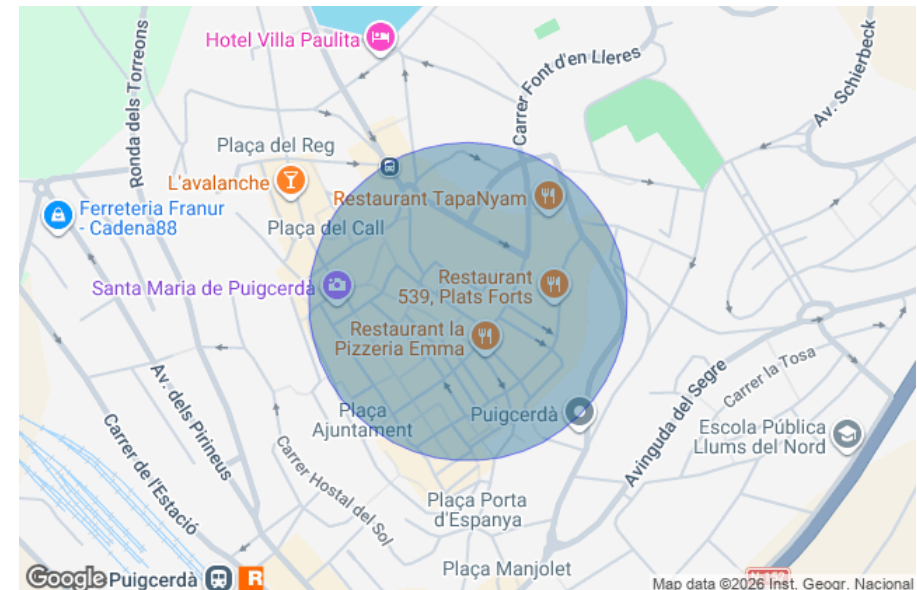 Hotel Villa Paulita
Carrer Font d'en Lleres
Av. Schierbeck
Ronda dels Torreons
Plaça del Reg
L'avalanche
Restaurant TapaNyam
Ferreteria Franur
- Cadena88
Plaça del Call
Santa Maria de Puigcerdà
Restaurant
539, Plats Forts
Restaurant la
Pizzeria Emma
Av. dels Pirineus
Plaça
Ajuntament
Puigcerdà
Carrer la Tosa
Avinguda del Segre
Escola Pública
Llums del Nord
Carrer de l'Estació
Carrer Hostal del Sol
Plaça Porta
d'Espanya
Plaça Manjolet
Google
Puigcerdà
R
Map data ©2026 Inst. Geogr. Nacional